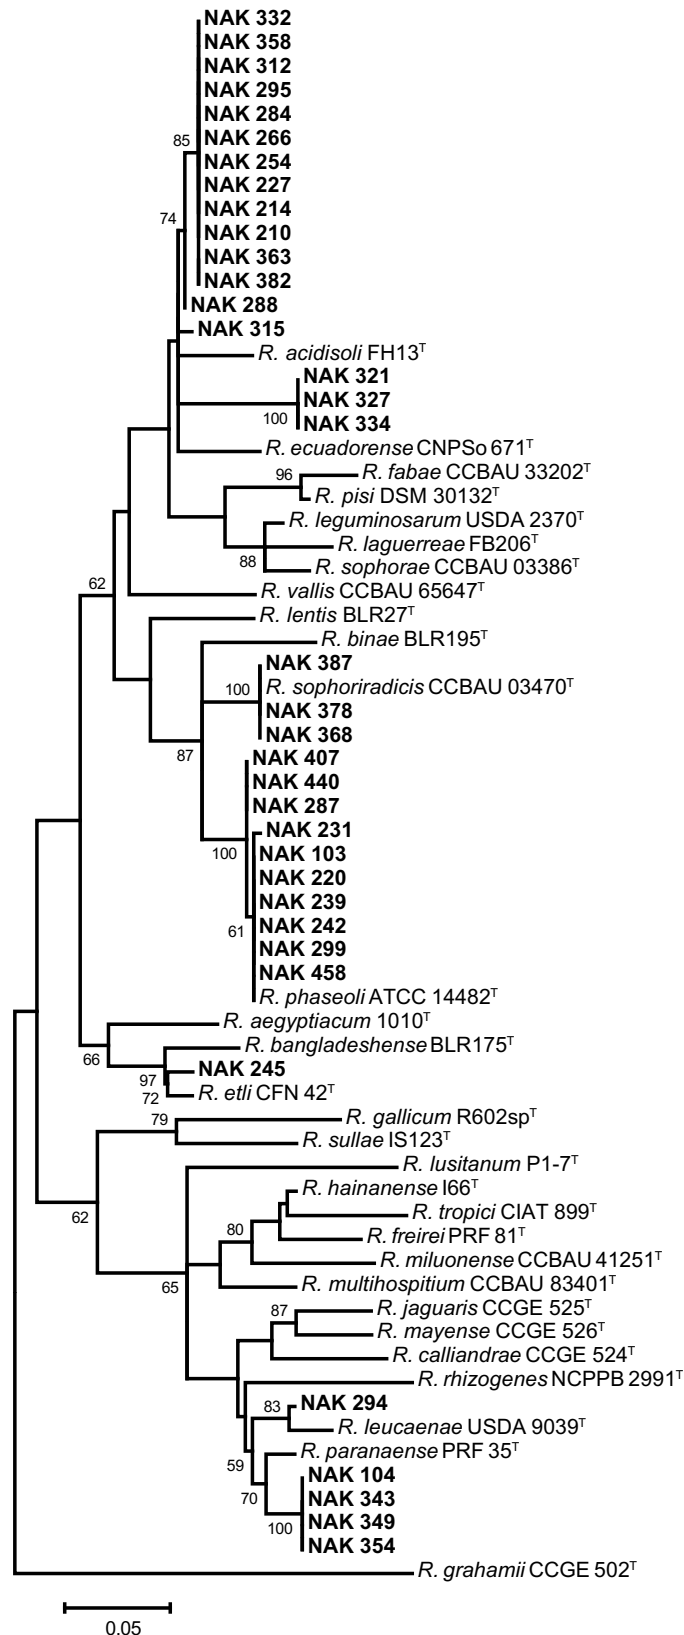 NAK 332
NAK 358
NAK 312
NAK 295
NAK 284
NAK 266
85
NAK 254
NAK 227
NAK 214
74
NAK 210
NAK 363
NAK 382
NAK 288
NAK 315
R. acidisoli FH13ᵀ
NAK 321
NAK 327
100
NAK 334
R. ecuadorense CNPSo 671ᵀ
96
R. fabae CCBAU 33202ᵀ
R. pisi DSM 30132ᵀ
R. leguminosarum USDA 2370ᵀ
R. laguerreae FB206ᵀ
88
R. sophorae CCBAU 03386ᵀ
62
R. vallis CCBAU 65647ᵀ
R. lentis BLR27ᵀ
R. binae BLR195ᵀ
NAK 387
100
R. sophoriradicis CCBAU 03470ᵀ
NAK 378
NAK 368
87
NAK 407
NAK 440
NAK 287
NAK 231
100
NAK 103
NAK 220
NAK 239
NAK 242
61
NAK 299
NAK 458
R. phaseoli ATCC 14482ᵀ
R. aegyptiacum 1010ᵀ
66
R. bangladeshense BLR175ᵀ
97
NAK 245
72
R. etli CFN 42ᵀ
79
R. gallicum R602spᵀ
R. sullae IS123ᵀ
R. lusitanum P1-7ᵀ
62
R. hainanense I66ᵀ
R. tropici CIAT 899ᵀ
80
R. freirei PRF 81ᵀ
R. miluonense CCBAU 41251ᵀ
65
R. multihospitium CCBAU 83401ᵀ
87
R. jaguaris CCGE 525ᵀ
R. mayense CCGE 526ᵀ
R. calliandrae CCGE 524ᵀ
R. rhizogenes NCPPB 2991ᵀ
83
NAK 294
R. leucaenae USDA 9039ᵀ
59
R. paranaense PRF 35ᵀ
NAK 104
70
NAK 343
100
NAK 349
NAK 354
R. grahamii CCGE 502ᵀ
0.05